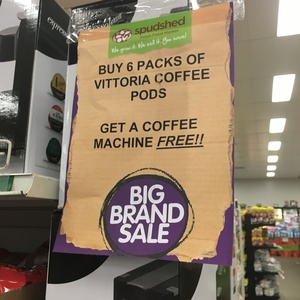 spudshed
We grow it. We sell it. You save!
BUY 6 PACKS OF
VITTORIA COFFEE
PODS
GET A COFFEE
MACHINE FREE!!
BIG
BRAND
SALE